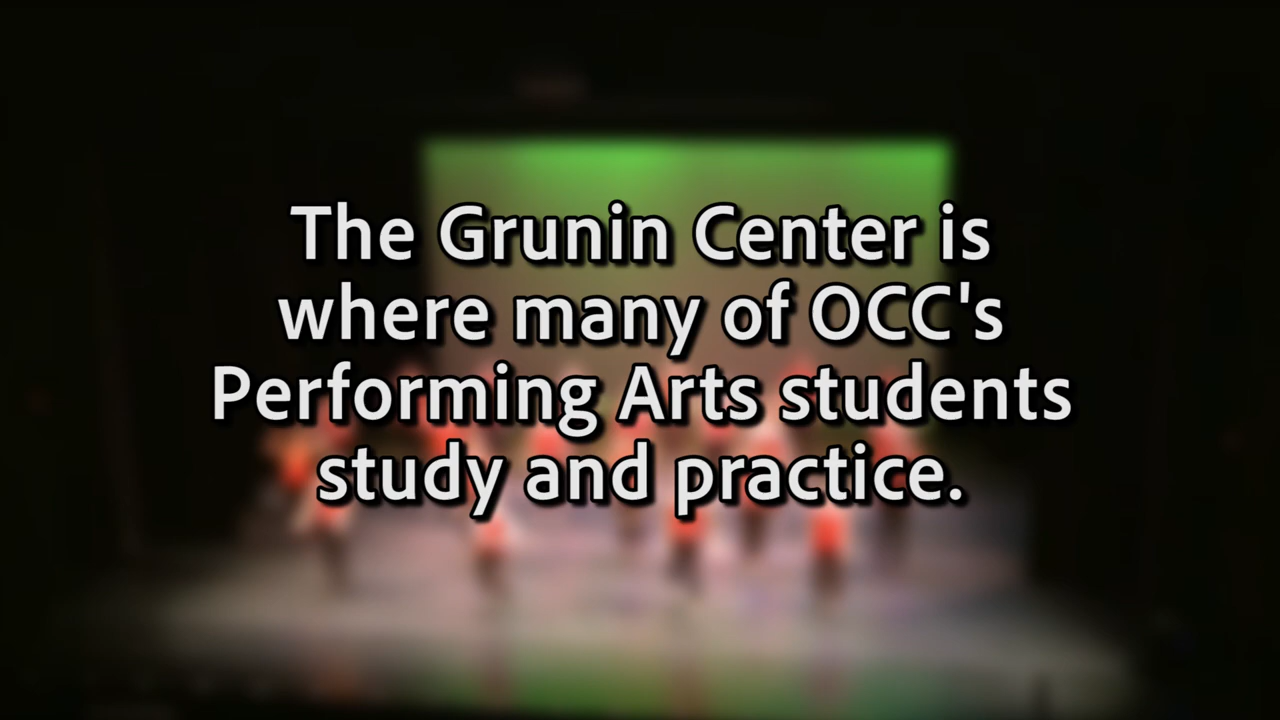 The Grunin Center is
where many of OCC's
Performing Arts students
study and practice.